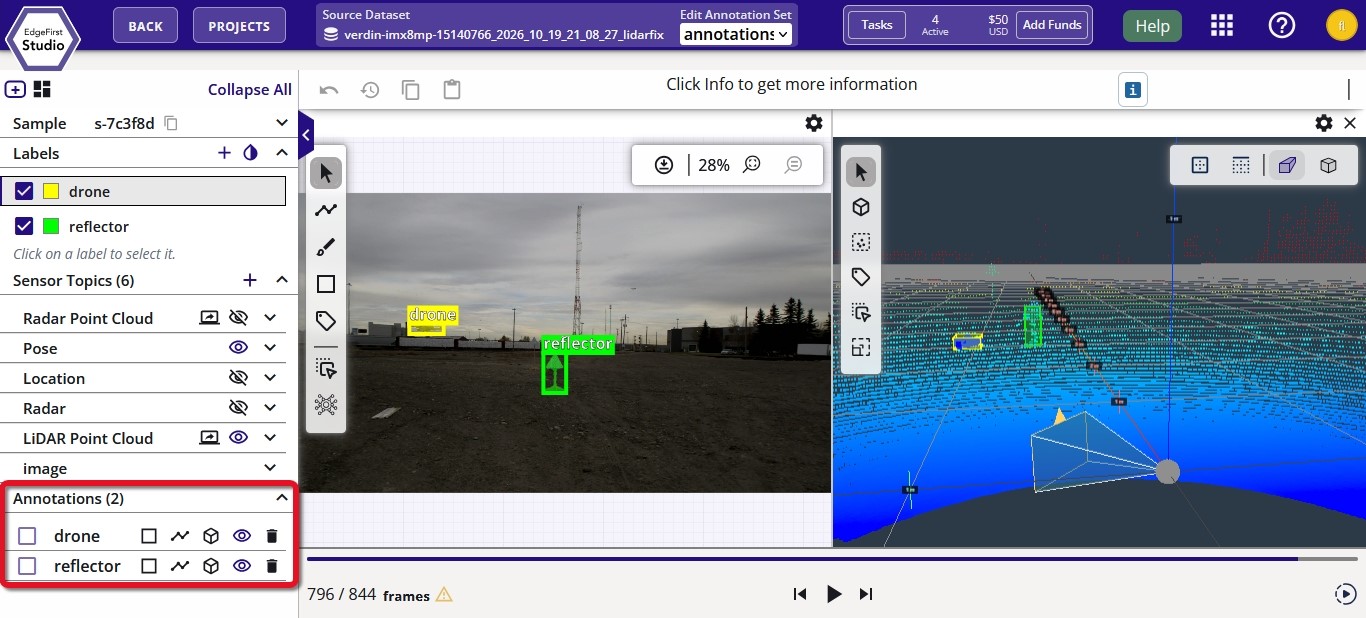 EdgeFirst
Studio
BACK
PROJECTS
Source Dataset
verdin-imx8mp-15140766_2026_10_19_21_08_27_lidarfix
Edit Annotation Set
annotations
Tasks
4
Active
$50
USD
Add Funds
Help
fl
Collapse All
Click Info to get more information
i
Sample s-7c3f8d
Labels
drone
reflector
Click on a label to select it.
Sensor Topics (6)
Radar Point Cloud
Pose
Location
Radar
LiDAR Point Cloud
image
Annotations (2)
drone
reflector
28%
drone
reflector
796 / 844 frames